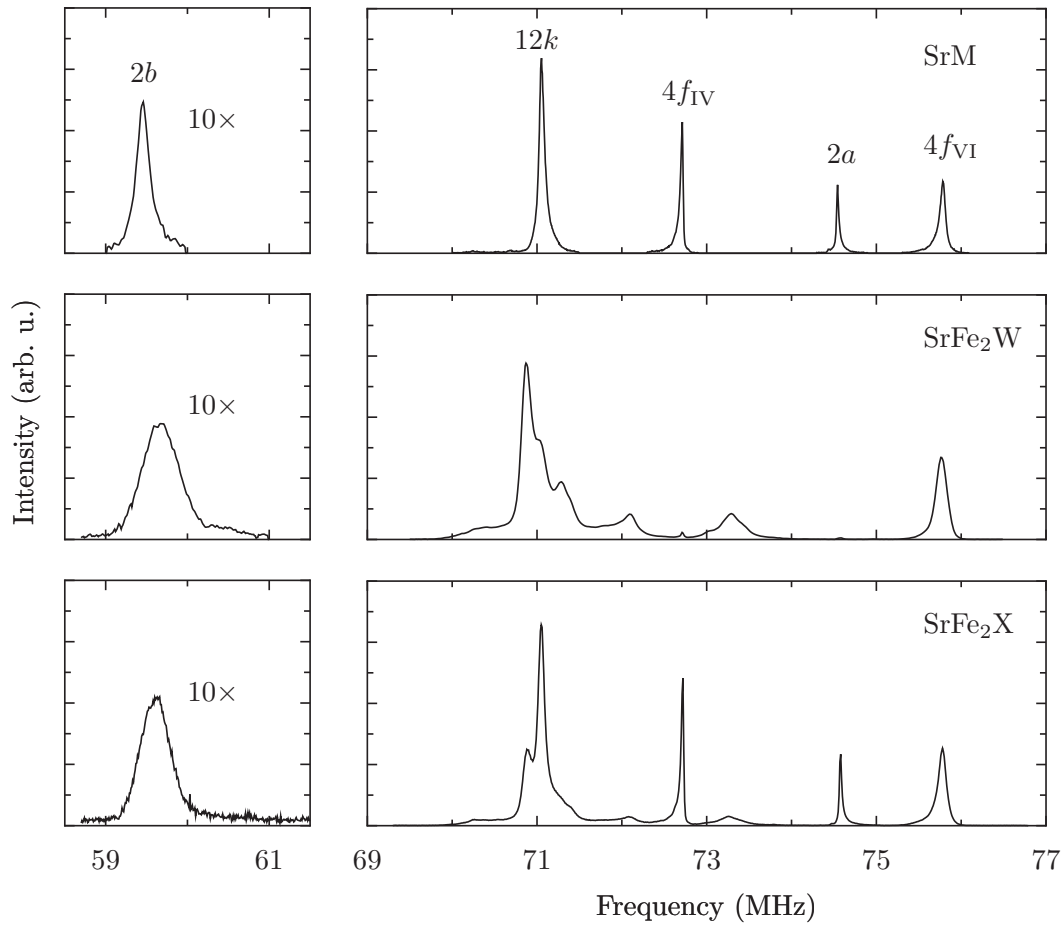 2b
10×
12k
4f_IV
2a
4f_VI
SrM
10×
SrFe₂W
10×
SrFe₂X
Intensity (arb. u.)
59 61 69 71 73 75 77
Frequency (MHz)